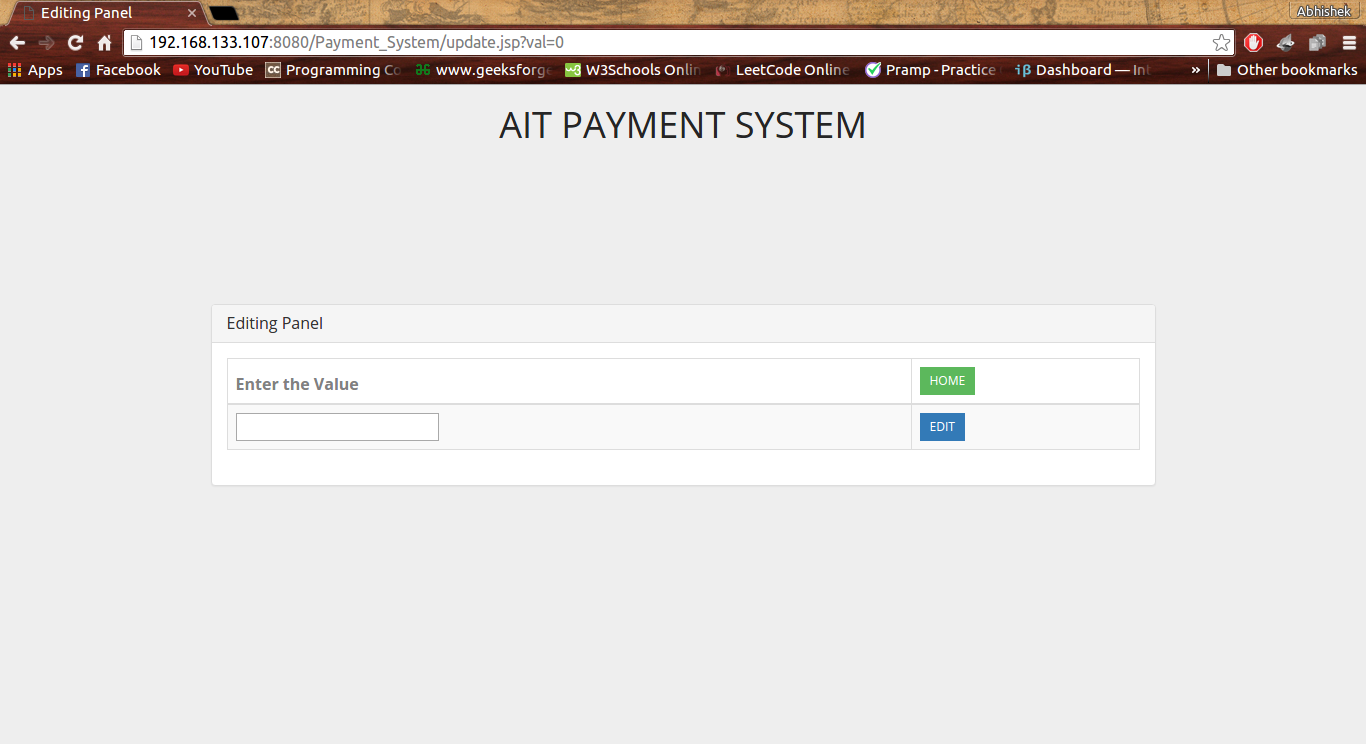 Editing Panel
Abhishek
192.168.133.107:8080/Payment_System/update.jsp?val=0
Apps Facebook YouTube Programming Co www.geeksforge W3Schools Onlin LeetCode Online Pramp - Practice Dashboard — Int » Other bookmarks
AIT PAYMENT SYSTEM
Editing Panel
Enter the Value HOME
EDIT